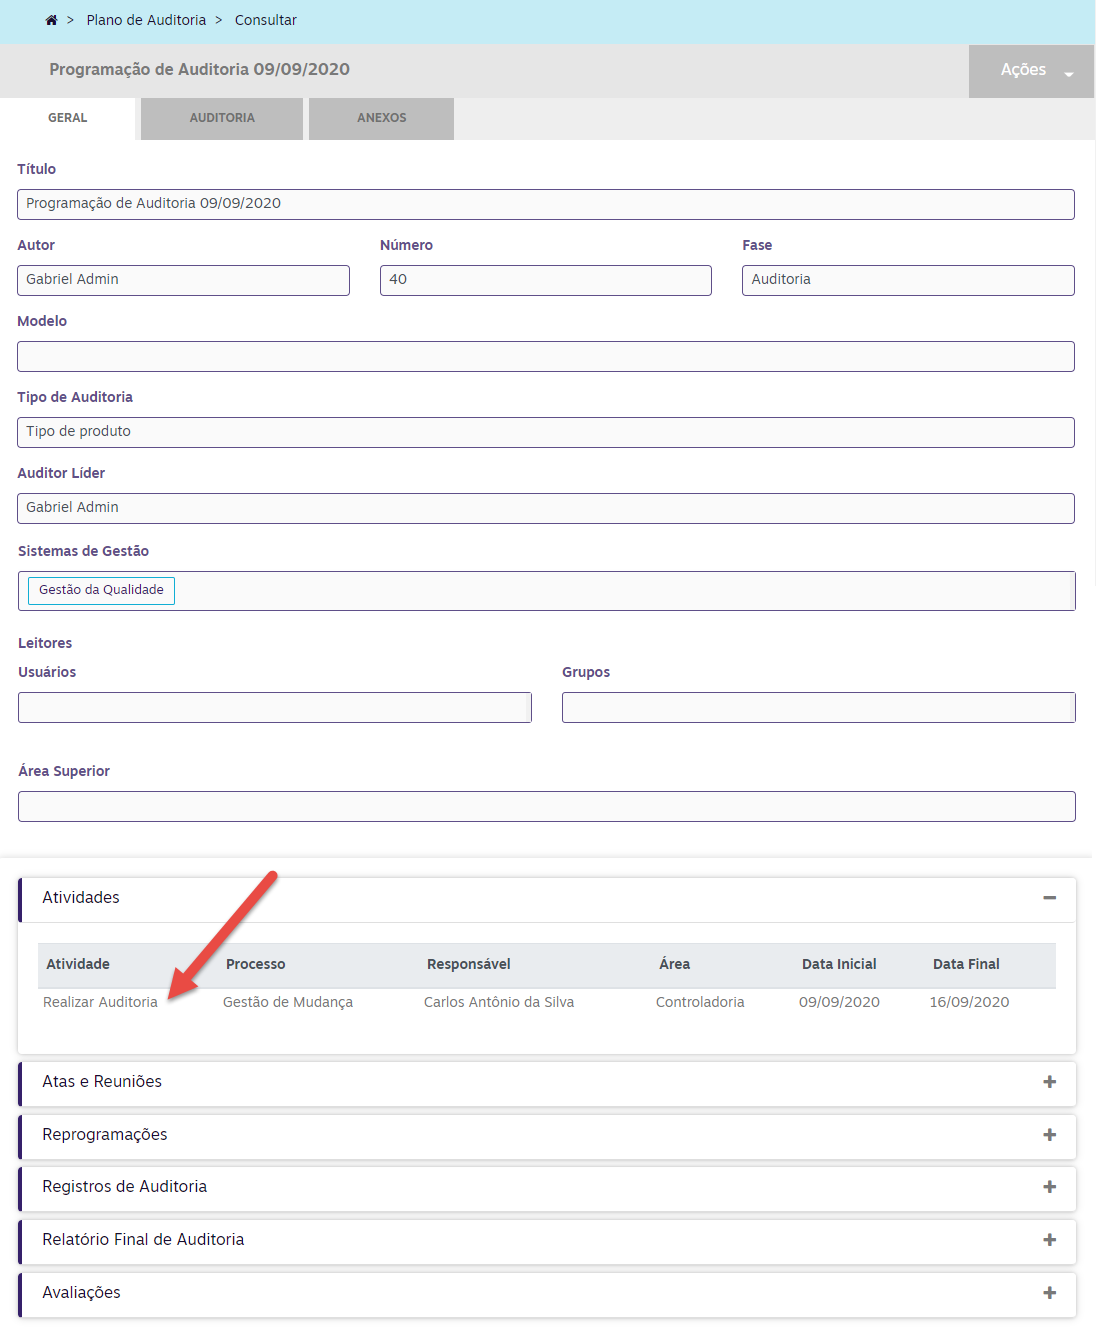 > Plano de Auditoria > Consultar
Programação de Auditoria 09/09/2020
Ações
GERAL AUDITORIA ANEXOS
Título
Programação de Auditoria 09/09/2020
Autor Número Fase
Gabriel Admin 40 Auditoria
Modelo
Tipo de Auditoria
Tipo de produto
Auditor Líder
Gabriel Admin
Sistemas de Gestão
Gestão da Qualidade
Leitores
Usuários Grupos
Área Superior
Atividades
Atividade Processo Responsável Área Data Inicial Data Final
Realizar Auditoria Gestão de Mudança Carlos Antônio da Silva Controladoria 09/09/2020 16/09/2020
Atas e Reuniões
Reprogramações
Registros de Auditoria
Relatório Final de Auditoria
Avaliações